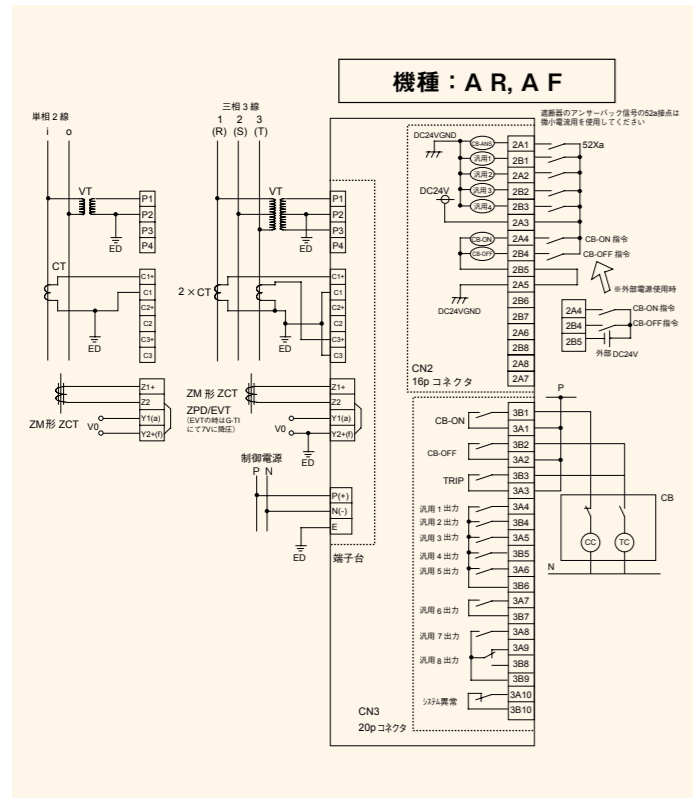 機種：A R, A F
遮断器のアンサーバック信号の52a接点は
微小電流用を使用してください
単相２線
i o
三相３線
1 2 3
(R) (S) (T)
VT
P1
P2
P3
P4
ED
CT
C1+
C1
C2+
C2
C3+
C3
ED
ZM形 ZCT
V0
Z1+
Z2
Y1(a)
Y2+(f)
VT
P1
P2
P3
P4
ED
2×CT
C1+
C1
C2+
C2
C3+
C3
ED
ZM形 ZCT
ZPD/EVT
(EVTの時はG-TI
にて7Vに降圧)
V0
Z1+
Z2
Y1(a)
Y2+(f)
ED
制御電源
P N
P(+)
N(-)
E
ED
端子台
DC24VGND
CB-ANS
汎用1
汎用2
汎用3
汎用4
DC24V
CB-ON
CB-OFF
DC24VGND
2A1
2B1
2A2
2B2
2B3
2A3
2A4
2B4
2B5
2A5
2B6
2B7
2A6
2B8
2A8
2A7
52Xa
CB-ON 指令
CB-OFF 指令
※外部電源使用時
2A4
2B4
2B5
CB-ON 指令
CB-OFF 指令
外部 DC24V
CN2
16p コネクタ
CB-ON
CB-OFF
TRIP
汎用 1 出力
汎用 2 出力
汎用 3 出力
汎用 4 出力
汎用 5 出力
汎用 6 出力
汎用 7 出力
汎用 8 出力
システム異常
3B1
3A1
3B2
3A2
3B3
3A3
3A4
3B4
3A5
3B5
3A6
3B6
3A7
3B7
3A8
3A9
3B8
3B9
3A10
3B10
P
CB
CC
TC
N
CN3
20p コネクタ